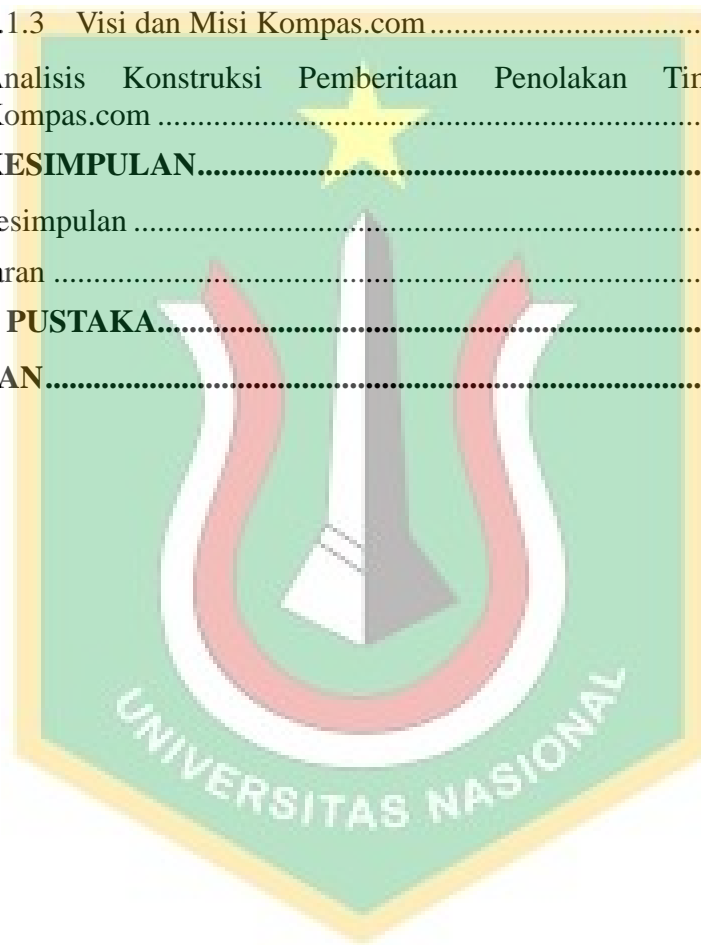 .1.3 Visi dan Misi Kompas.com........................................
Analisis Konstruksi Pemberitaan Penolakan Tim
Kompas.com........................................................................
KESIMPULAN.................................................................
esimpulan...........................................................................
ran.....................................................................................
PUSTAKA......................................................................
AN.....................................................................................
UNIVERSITAS NASIONAL